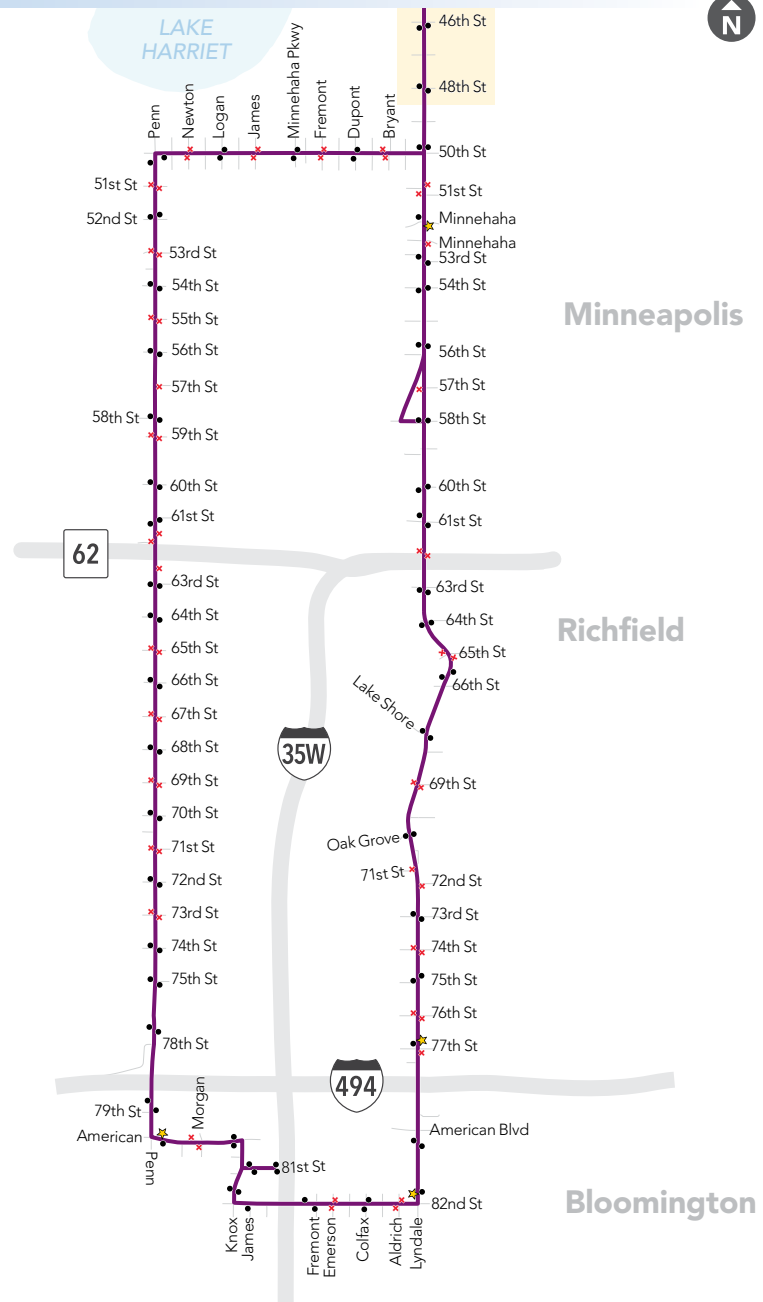 46th St
N
LAKE
HARRIET
48th St
Penn
Newton
Logan
James
Minnehaha Pkwy
Fremont
Dupont
Bryant
50th St
51st St
51st St
52nd St
Minnehaha
Minnehaha
53rd St
53rd St
54th St
54th St
Minneapolis
55th St
56th St
56th St
57th St
57th St
58th St
58th St
59th St
60th St
60th St
61st St
61st St
62
63rd St
63rd St
64th St
64th St
Richfield
65th St
65th St
66th St
66th St
Lake Shore
67th St
68th St
35W
69th St
69th St
70th St
Oak Grove
71st St
71st St
72nd St
72nd St
73rd St
73rd St
74th St
74th St
75th St
75th St
76th St
78th St
77th St
494
79th St
Morgan
American
American Blvd
Penn
81st St
82nd St
Bloomington
Knox
James
Fremont
Emerson
Colfax
Aldrich
Lyndale